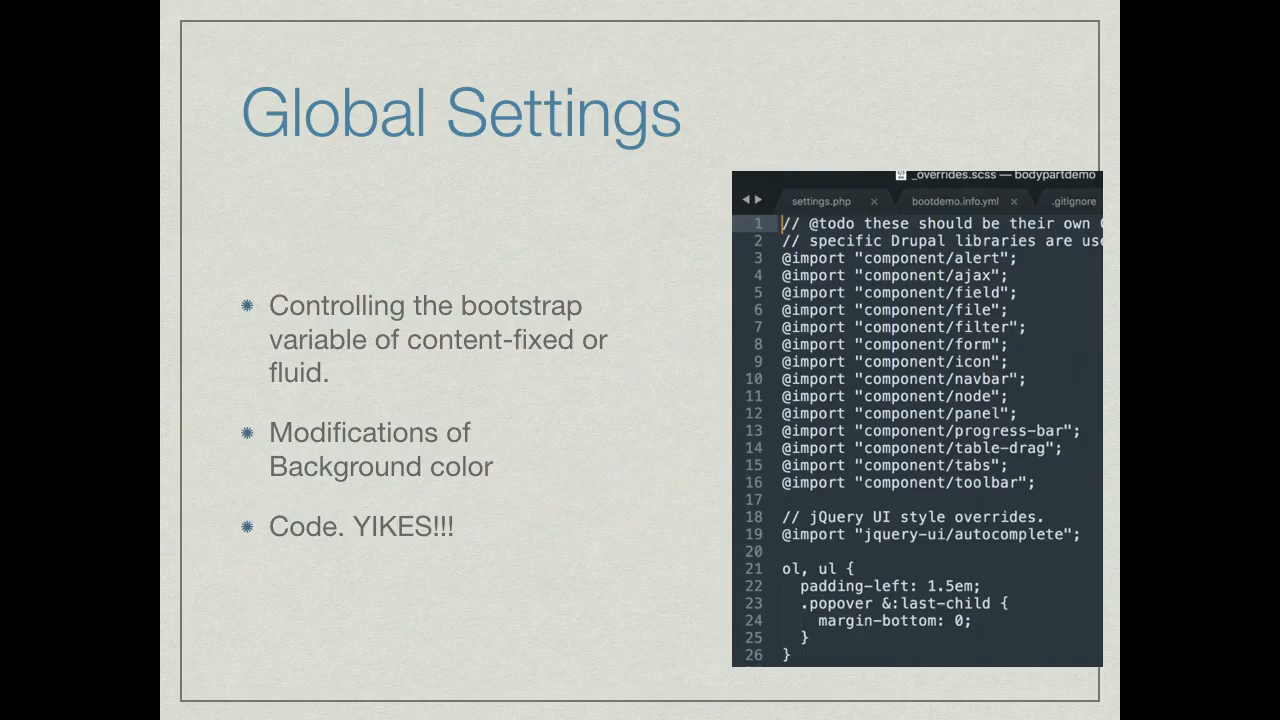 Global Settings
Controlling the bootstrap
variable of content-fixed or
fluid.
Modifications of
Background color
Code. YIKES!!!
_overrides.scss — bodypartdemo
settings.php
bootdemo.info.yml
.gitignore
1 // @todo these should be their own
2 // specific Drupal libraries are
3 @import "component/alert";
4 @import "component/ajax";
5 @import "component/field";
6 @import "component/file";
7 @import "component/filter";
8 @import "component/form";
9 @import "component/icon";
10 @import "component/navbar";
11 @import "component/node";
12 @import "component/panel";
13 @import "component/progress-bar";
14 @import "component/table-drag";
15 @import "component/tabs";
16 @import "component/toolbar";
17
18 // jQuery UI style overrides.
19 @import "jquery-ui/autocomplete";
20
21 ol, ul {
22 padding-left: 1.5em;
23 .popover &:last-child {
24 margin-bottom: 0;
25 }
26 }